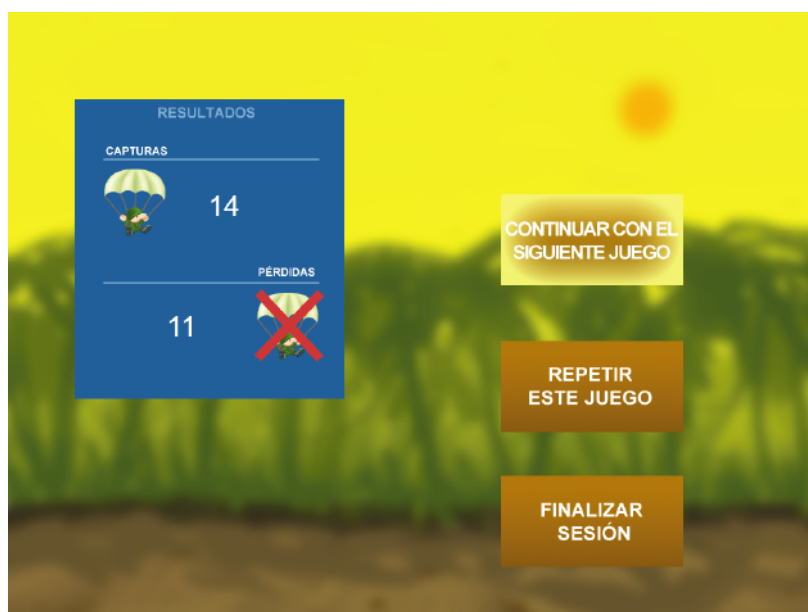 RESULTADOS
CAPTURAS
14
PÉRDIDAS
11
CONTINUAR CON EL
SIGUIENTE JUEGO
REPETIR
ESTE JUEGO
FINALIZAR
SESIÓN